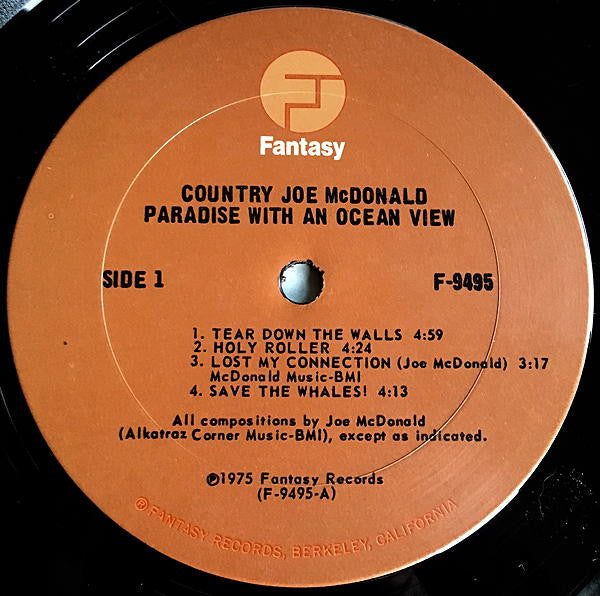 Fantasy
COUNTRY JOE McDONALD
PARADISE WITH AN OCEAN VIEW
SIDE 1
F-9495
1. TEAR DOWN THE WALLS 4:59
2. HOLY ROLLER 4:24
3. LOST MY CONNECTION (Joe McDonald) 3:17
McDonald Music-BMI
4. SAVE THE WHALES! 4:13
All compositions by Joe McDonald
(Alkatraz Corner Music-BMI), except as indicated.
℗1975 Fantasy Records
(F-9495-A)
® FANTASY RECORDS, BERKELEY, CALIFORNIA